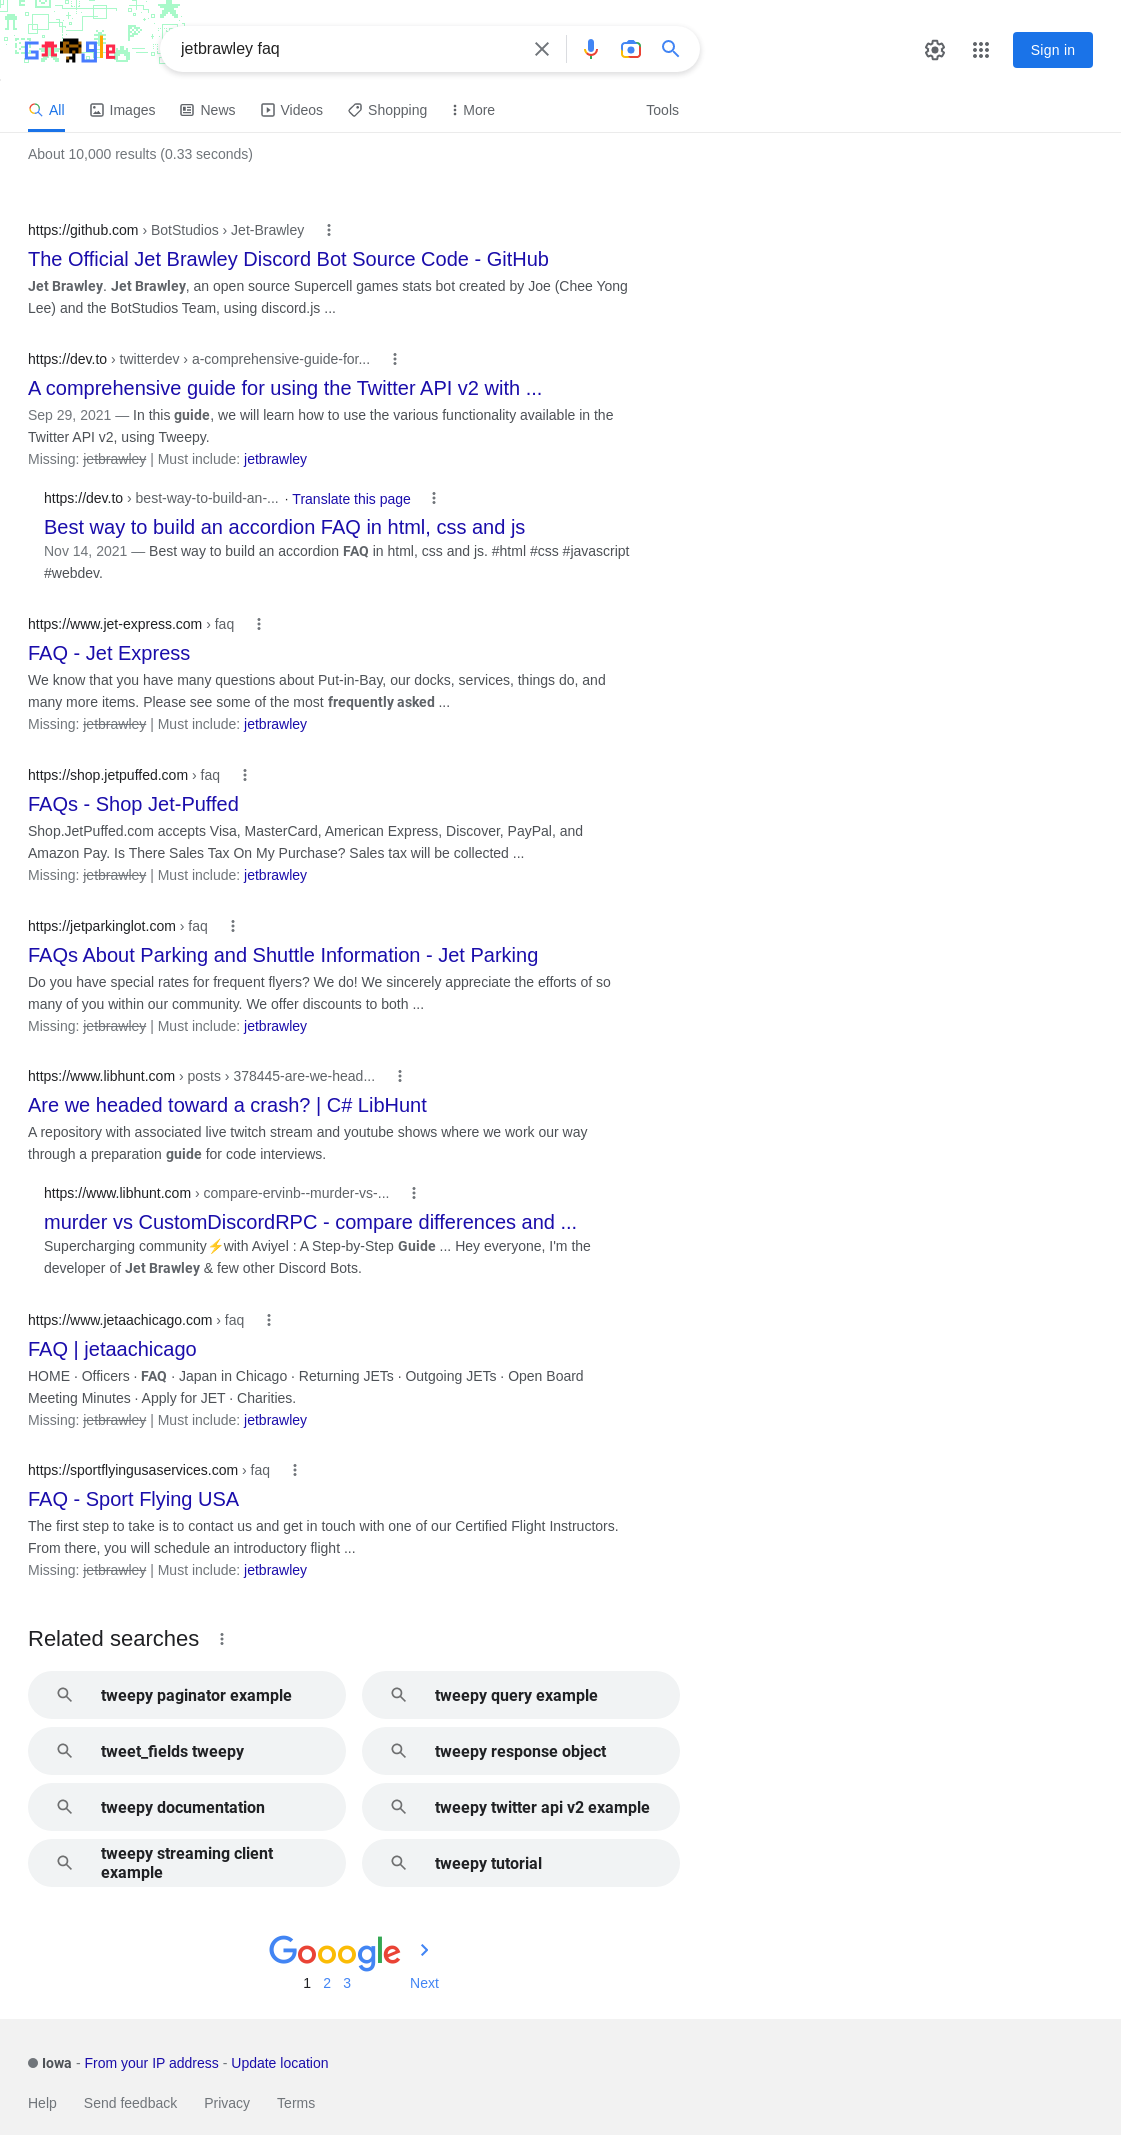 jetbrawley faq
Sign in
All Images News Videos Shopping More Tools
About 10,000 results (0.33 seconds)
https://github.com › BotStudios › Jet-Brawley
The Official Jet Brawley Discord Bot Source Code - GitHub
Jet Brawley. Jet Brawley, an open source Supercell games stats bot created by Joe (Chee Yong
Lee) and the BotStudios Team, using discord.js ...
https://dev.to › twitterdev › a-comprehensive-guide-for...
A comprehensive guide for using the Twitter API v2 with ...
Sep 29, 2021 — In this guide, we will learn how to use the various functionality available in the
Twitter API v2, using Tweepy.
Missing: jetbrawley | Must include: jetbrawley
https://dev.to › best-way-to-build-an-... · Translate this page
Best way to build an accordion FAQ in html, css and js
Nov 14, 2021 — Best way to build an accordion FAQ in html, css and js. #html #css #javascript
#webdev.
https://www.jet-express.com › faq
FAQ - Jet Express
We know that you have many questions about Put-in-Bay, our docks, services, things do, and
many more items. Please see some of the most frequently asked ...
Missing: jetbrawley | Must include: jetbrawley
https://shop.jetpuffed.com › faq
FAQs - Shop Jet-Puffed
Shop.JetPuffed.com accepts Visa, MasterCard, American Express, Discover, PayPal, and
Amazon Pay. Is There Sales Tax On My Purchase? Sales tax will be collected ...
Missing: jetbrawley | Must include: jetbrawley
https://jetparkinglot.com › faq
FAQs About Parking and Shuttle Information - Jet Parking
Do you have special rates for frequent flyers? We do! We sincerely appreciate the efforts of so
many of you within our community. We offer discounts to both ...
Missing: jetbrawley | Must include: jetbrawley
https://www.libhunt.com › posts › 378445-are-we-head...
Are we headed toward a crash? | C# LibHunt
A repository with associated live twitch stream and youtube shows where we work our way
through a preparation guide for code interviews.
https://www.libhunt.com › compare-ervinb--murder-vs-...
murder vs CustomDiscordRPC - compare differences and ...
Supercharging community⚡with Aviyel : A Step-by-Step Guide ... Hey everyone, I'm the
developer of Jet Brawley & few other Discord Bots.
https://www.jetaachicago.com › faq
FAQ | jetaachicago
HOME · Officers · FAQ · Japan in Chicago · Returning JETs · Outgoing JETs · Open Board
Meeting Minutes · Apply for JET · Charities.
Missing: jetbrawley | Must include: jetbrawley
https://sportflyingusaservices.com › faq
FAQ - Sport Flying USA
The first step to take is to contact us and get in touch with one of our Certified Flight Instructors.
From there, you will schedule an introductory flight ...
Missing: jetbrawley | Must include: jetbrawley
Related searches
tweepy paginator example
tweepy query example
tweet_fields tweepy
tweepy response object
tweepy documentation
tweepy twitter api v2 example
tweepy streaming client
example
tweepy tutorial
Gooogle
1 2 3 Next
Iowa - From your IP address - Update location
Help Send feedback Privacy Terms